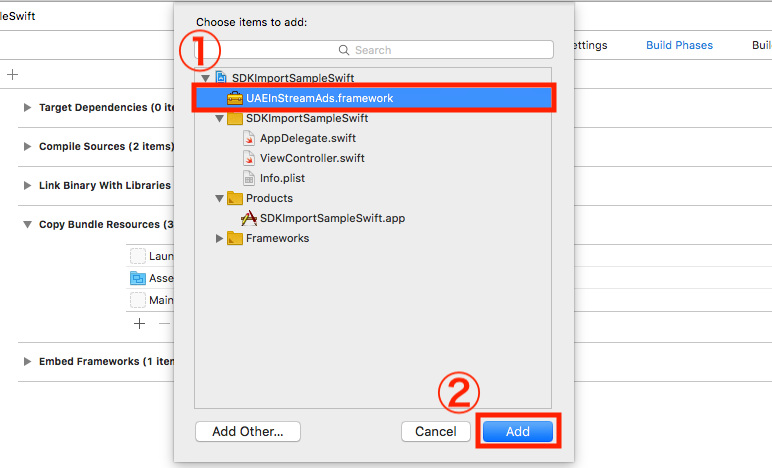 leSwift
Choose items to add:
ettings
Build Phases
Buil
①
Search
SDKImportSampleSwift
UAEInStreamAds.framework
SDKImportSampleSwift
AppDelegate.swift
ViewController.swift
Info.plist
Products
SDKImportSampleSwift.app
Frameworks
Target Dependencies (0 ite
Compile Sources (2 items)
Link Binary With Libraries
Copy Bundle Resources (3
Laun
Asse
Main
Embed Frameworks (1 item
②
Add Other...
Cancel
Add